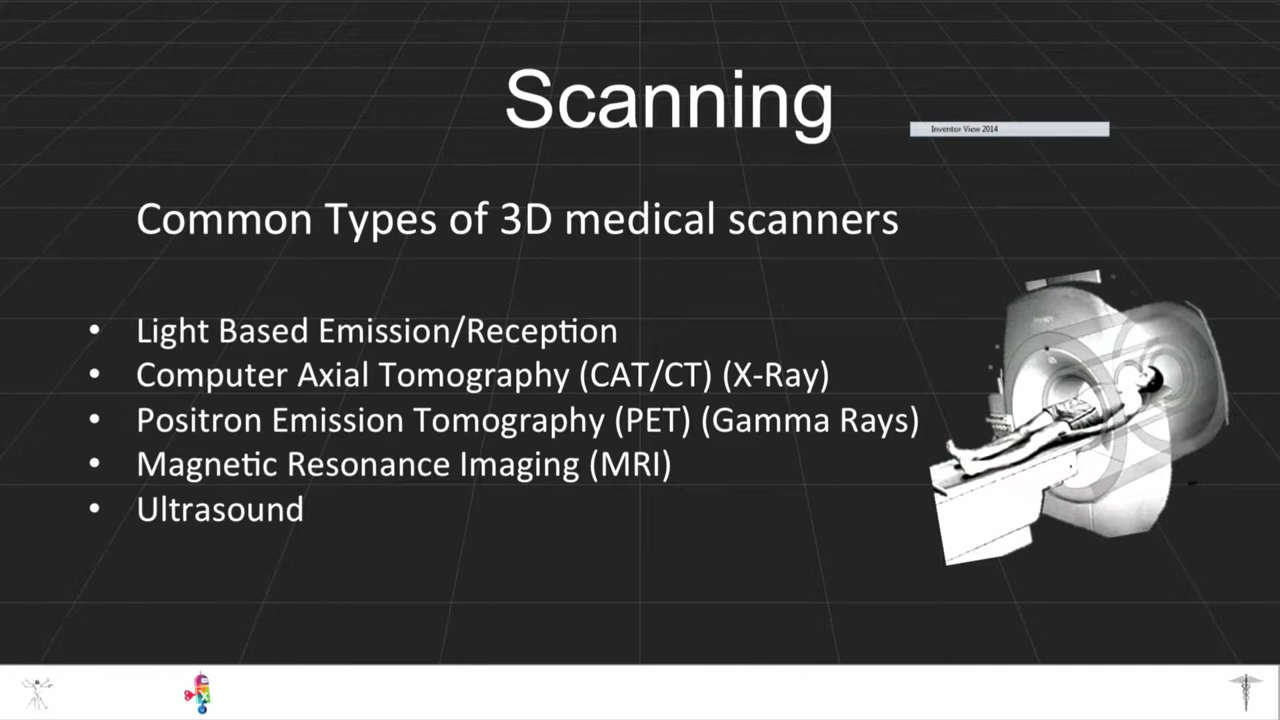 Scanning
Inventor View 2014
Common Types of 3D medical scanners
• Light Based Emission/Reception
• Computer Axial Tomography (CAT/CT) (X-Ray)
• Positron Emission Tomography (PET) (Gamma Rays)
• Magnetic Resonance Imaging (MRI)
• Ultrasound